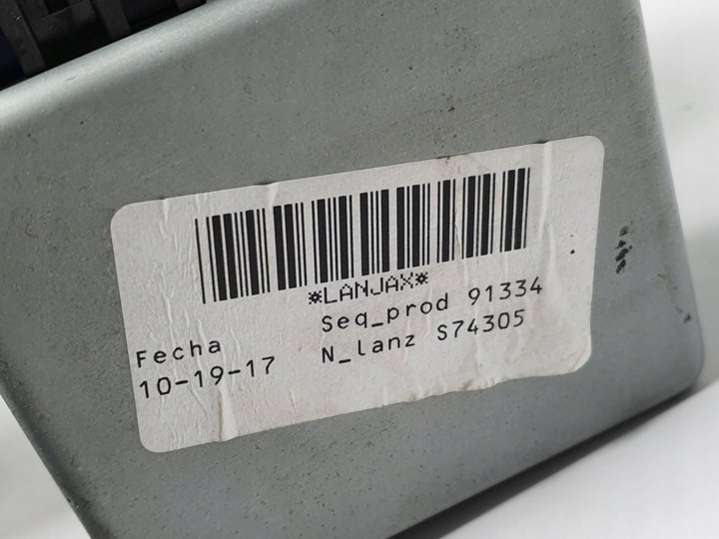 *LANJAX*
Seq_prod 91334
Fecha
N_lanz S74305
10-19-17